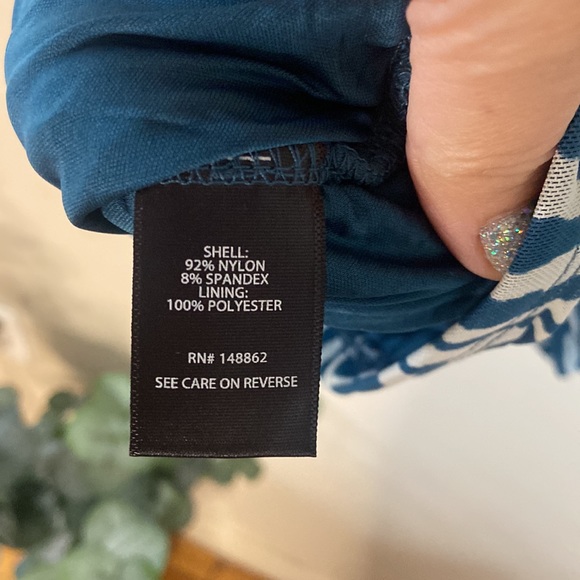 SHELL:
92% NYLON
8% SPANDEX
LINING:
100% POLYESTER
RN# 148862
SEE CARE ON REVERSE